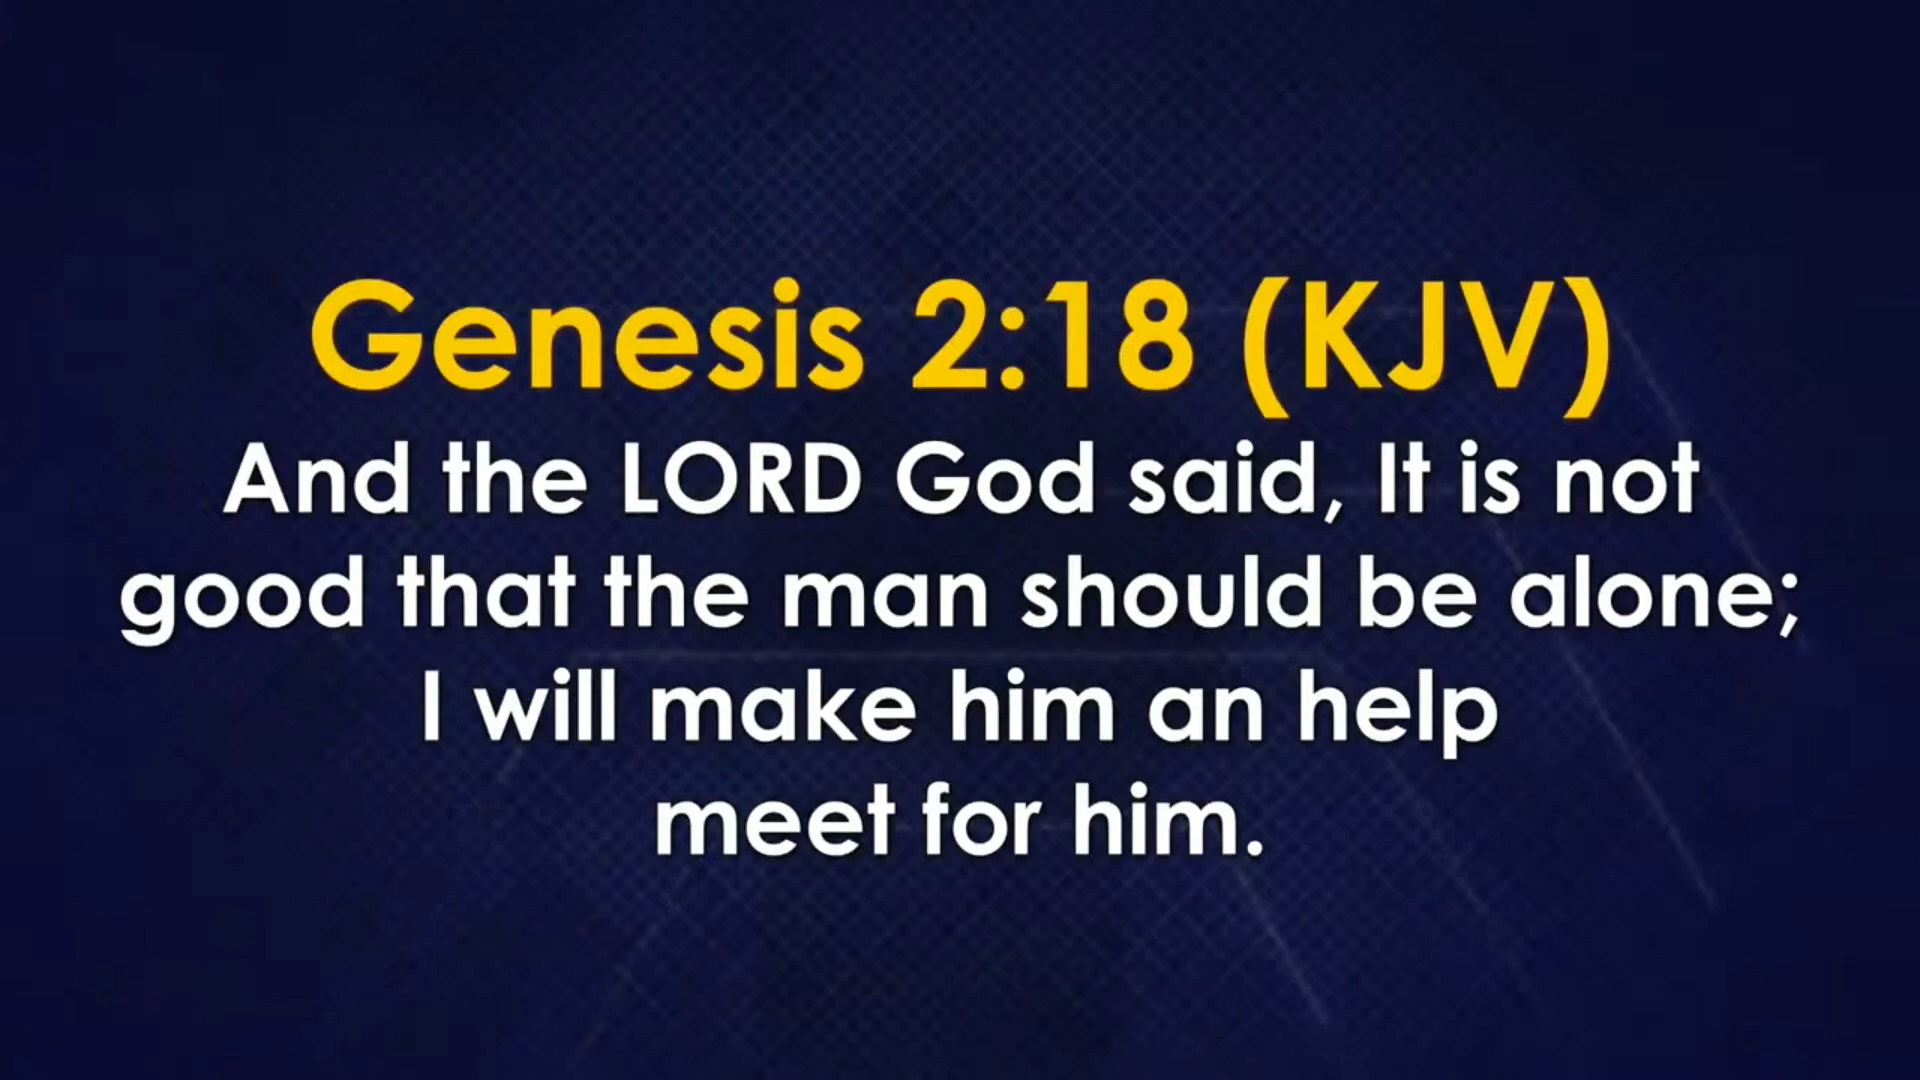 Genesis 2:18 (KJV)
And the LORD God said, It is not
good that the man should be alone;
I will make him an help
meet for him.